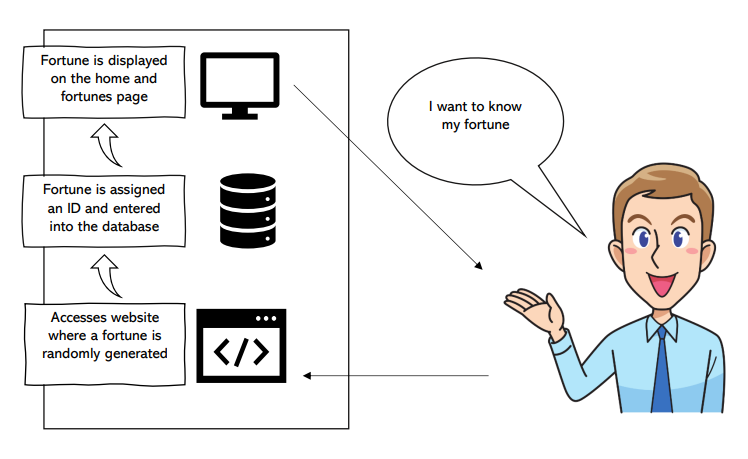 Fortune is displayed
on the home and
fortunes page
I want to know
my fortune
Fortune is assigned
an ID and entered
into the database
Accesses website
where a fortune is
randomly generated
<//>